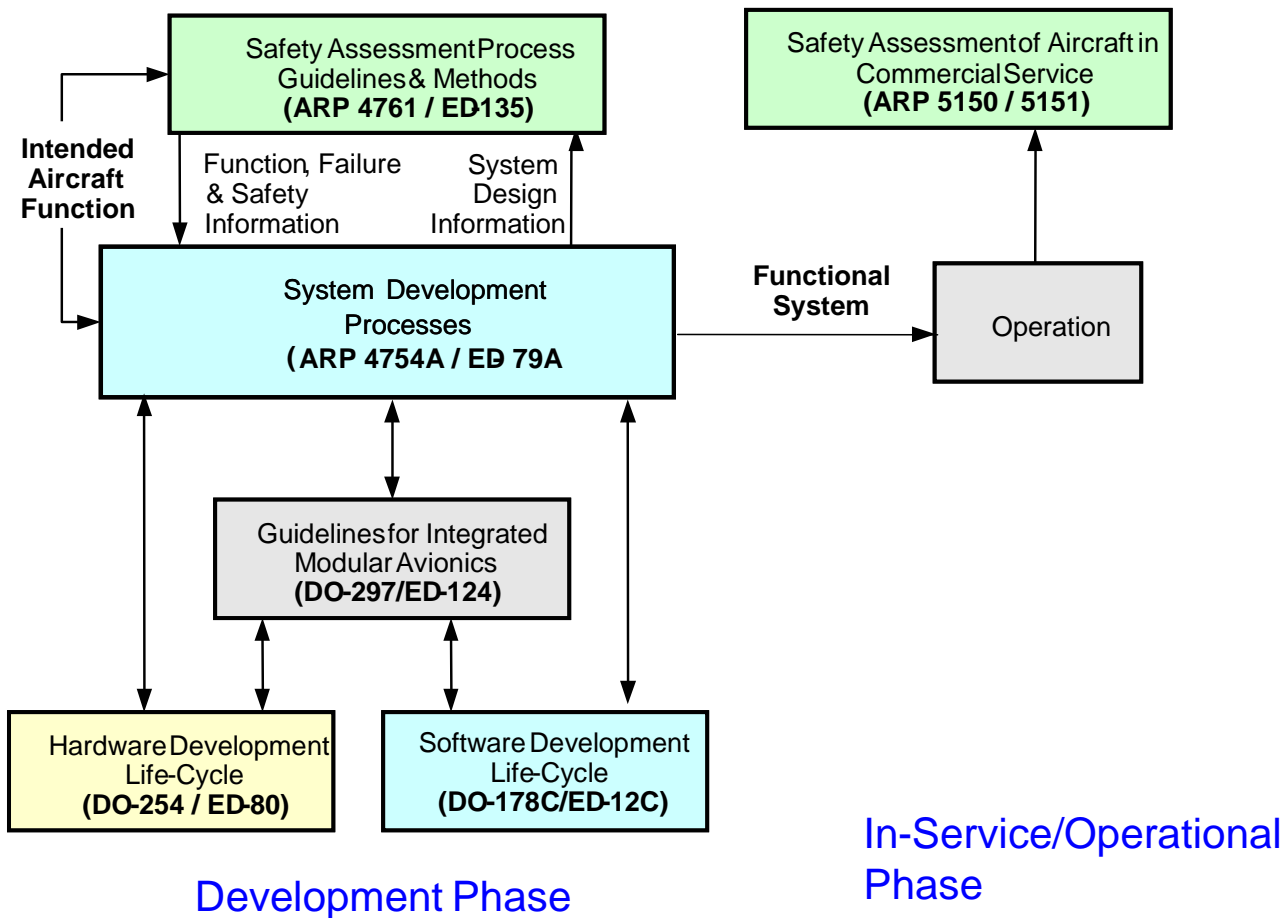 Safety Assessment Process
Guidelines & Methods
(ARP 4761 / ED-135)
Safety Assessment of Aircraft in
Commercial Service
(ARP 5150 / 5151)
Intended
Aircraft
Function
Function, Failure
& Safety
Information
System
Design
Information
System Development
Processes
(ARP 4754A / ED-79A
Functional
System
Operation
Guidelines for Integrated
Modular Avionics
(DO-297/ED-124)
Hardware Development
Life-Cycle
(DO-254 / ED-80)
Software Development
Life-Cycle
(DO-178C/ED-12C)
In-Service/Operational
Phase
Development Phase